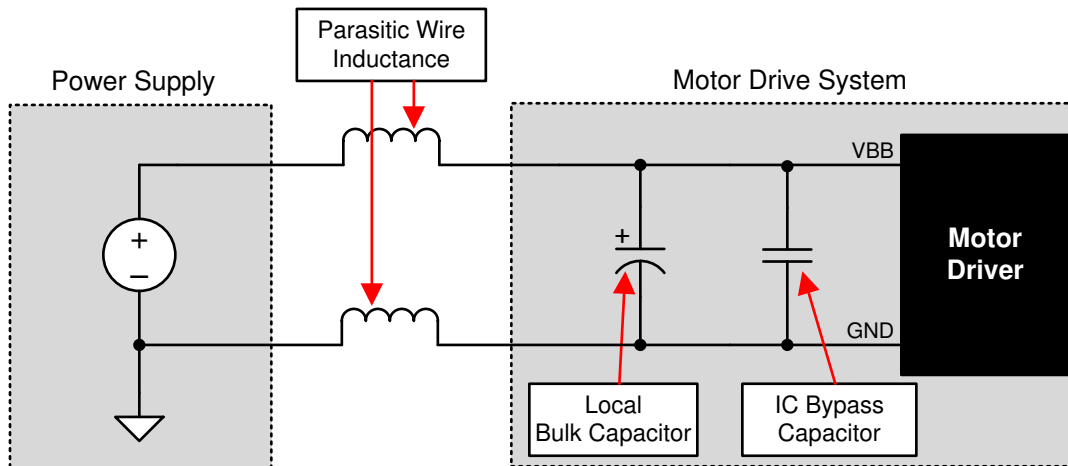 Parasitic Wire
Inductance
Power Supply
Motor Drive System
VBB
+
–
+
Motor
Driver
GND
Local
Bulk Capacitor
IC Bypass
Capacitor